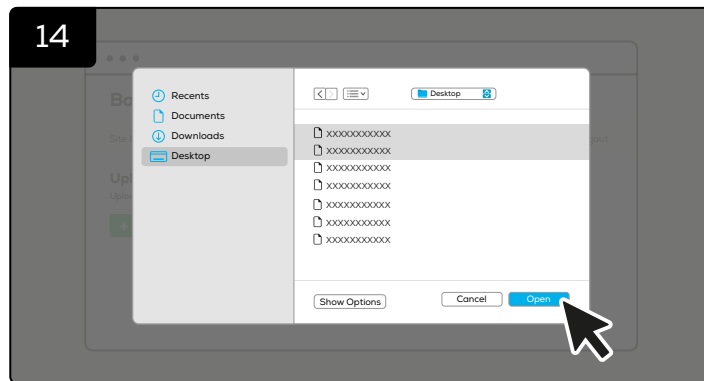 14
Recents
Documents
Downloads
Desktop
Desktop
XXXXXXXXXXX
XXXXXXXXXXX
XXXXXXXXXXX
XXXXXXXXXXX
XXXXXXXXXXX
XXXXXXXXXXX
XXXXXXXXXXX
Show Options
Cancel
Open